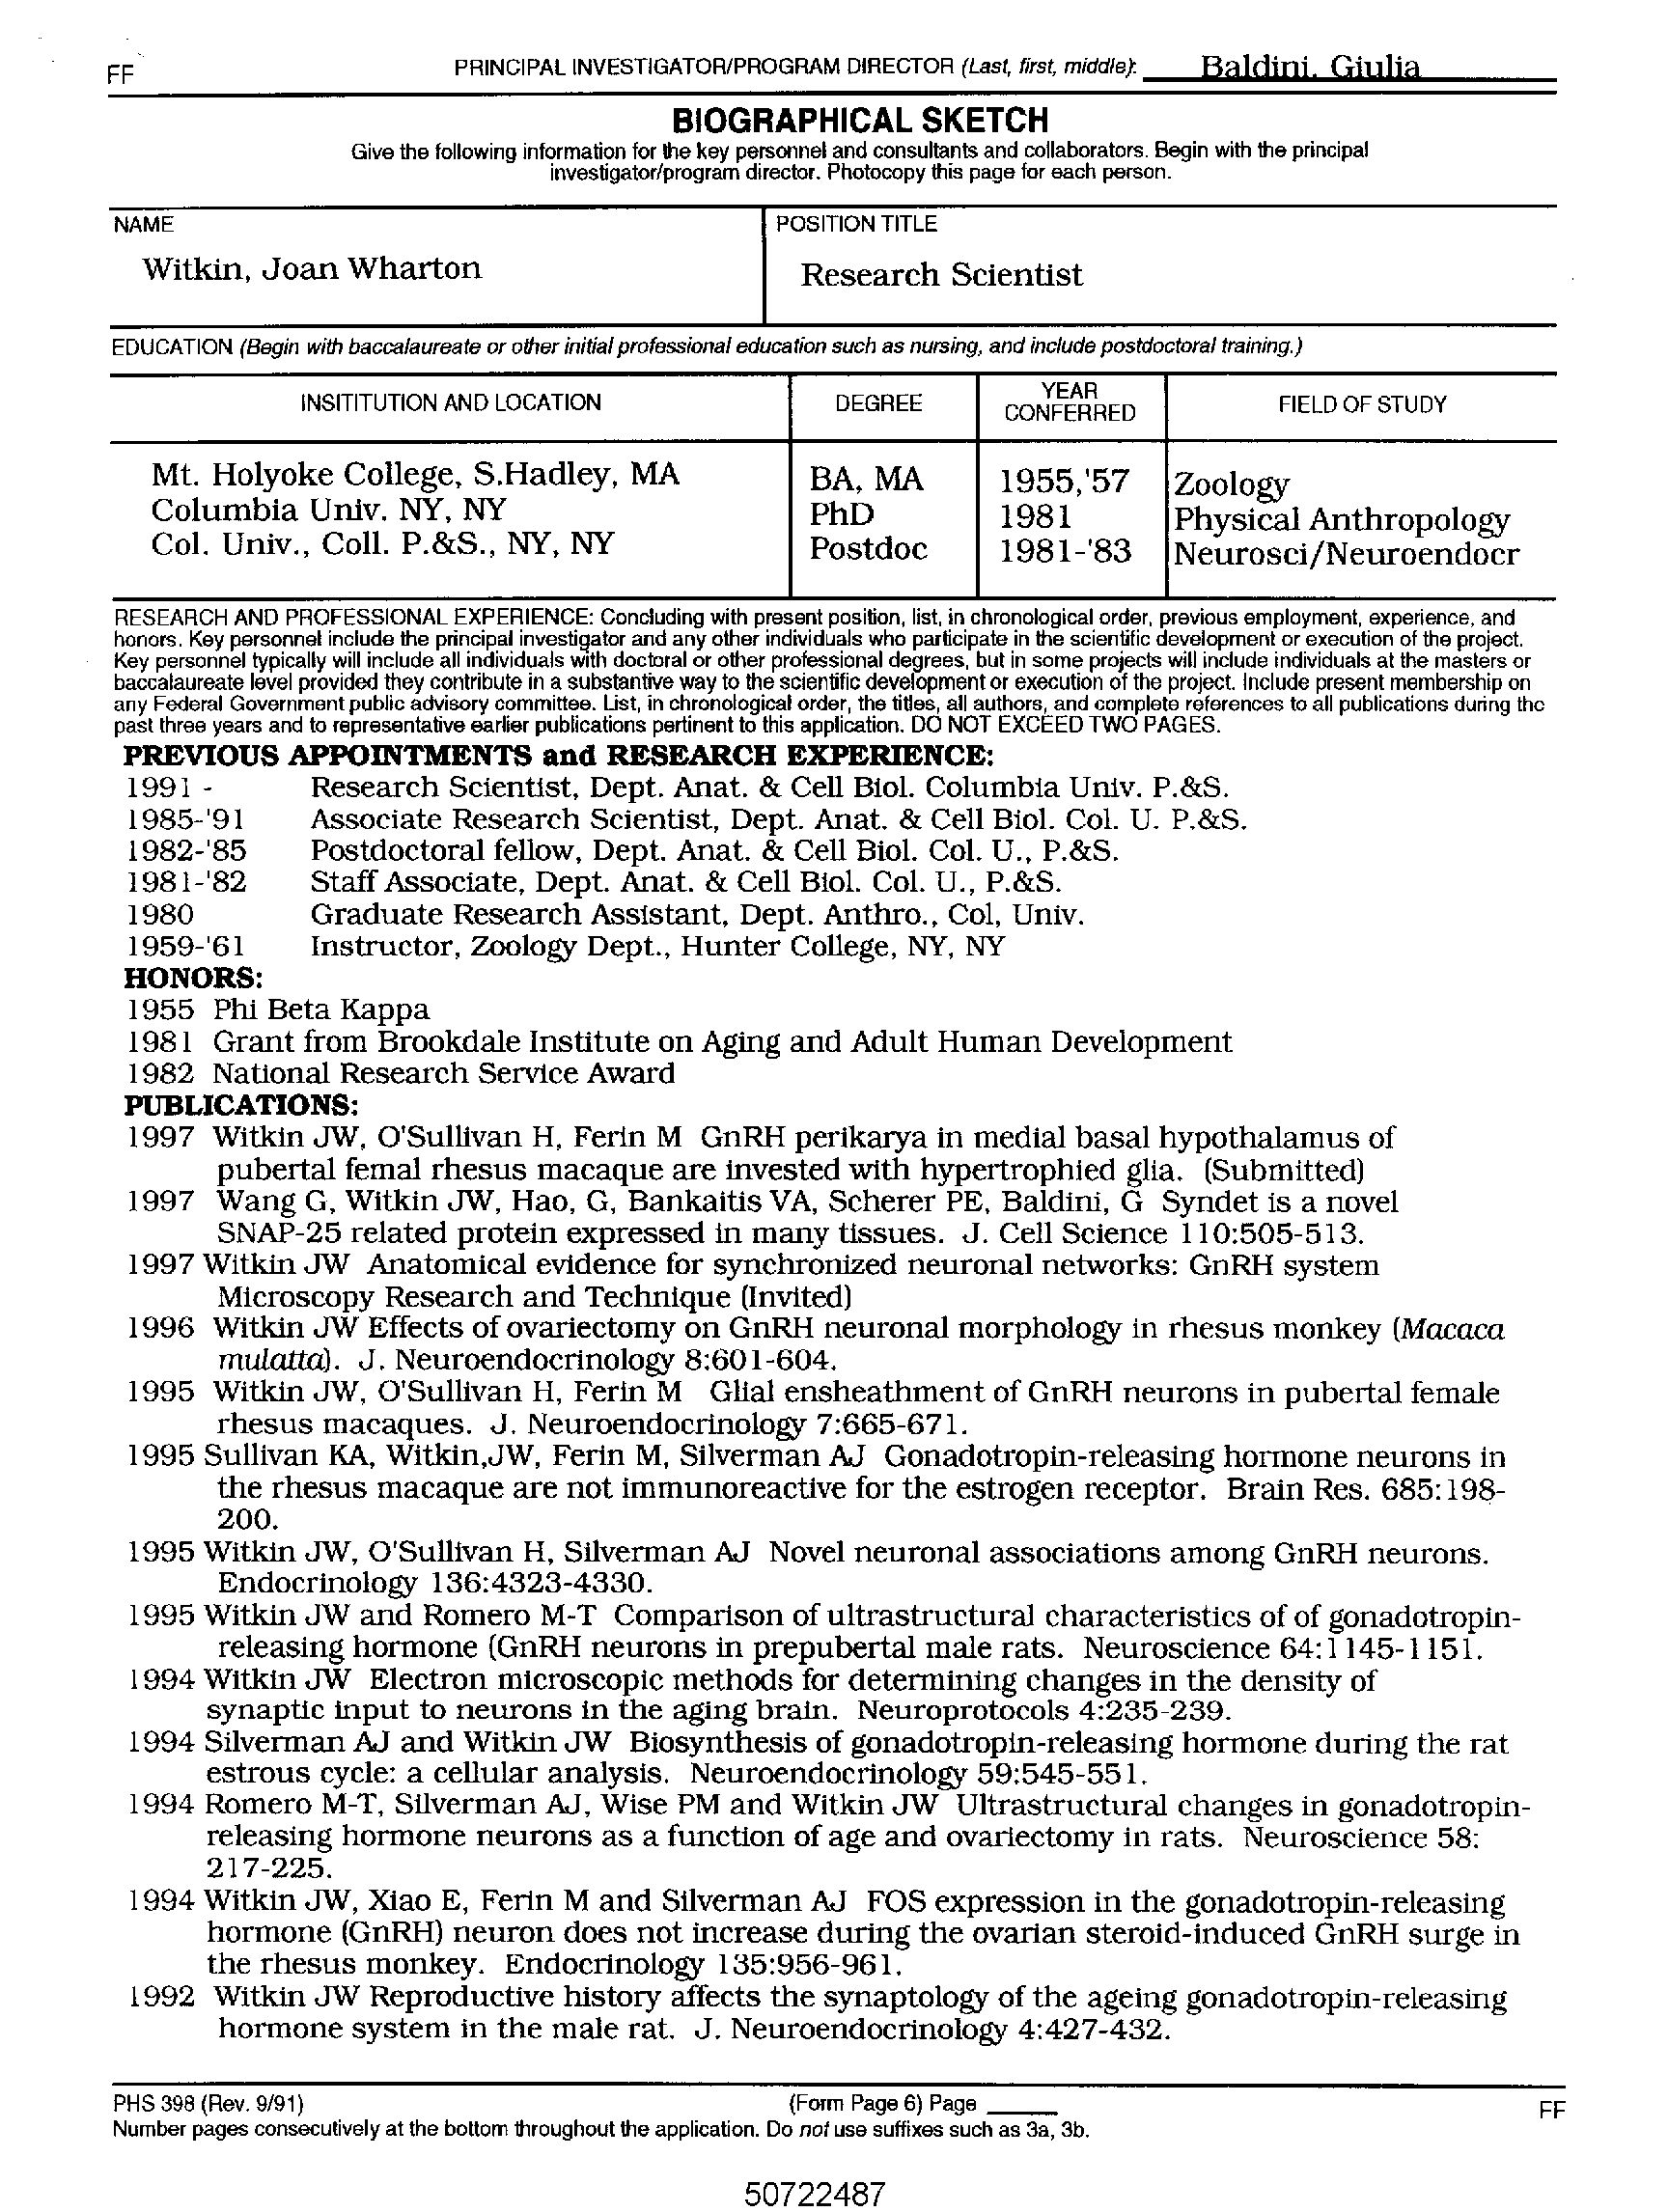 FF PRINCIPAL INVESTIGATOR/PROGRAM DIRECTOR (Last, first, middle): Baldini, Giulia
BIOGRAPHICAL SKETCH
Give the following information for the key personnel and consultants and collaborators. Begin with the principal
investigator/program director. Photocopy this page for each person.
NAME POSITION TITLE
Witkin, Joan Wharton Research Scientist
EDUCATION (Begin with baccalaureate or other initial professional education such as nursing, and include postdoctoral training.)
INSITITUTION AND LOCATION DEGREE YEAR CONFERRED FIELD OF STUDY
Mt. Holyoke College, S.Hadley, MA BA, MA 1955,'57 Zoology
Columbia Univ. NY, NY PhD 1981 Physical Anthropology
Col. Univ., Coll. P.&S., NY, NY Postdoc 1981-'83 Neurosci/Neuroendocr
RESEARCH AND PROFESSIONAL EXPERIENCE: Concluding with present position, list, in chronological order, previous employment, experience, and
honors. Key personnel include the principal investigator and any other individuals who participate in the scientific development or execution of the project.
Key personnel typically will include all individuals with doctoral or other professional degrees, but in some projects will include individuals at the masters or
baccalaureate level provided they contribute in a substantive way to the scientific development or execution of the project. Include present membership on
any Federal Government public advisory committee. List, in chronological order, the titles, all authors, and complete references to all publications during the
past three years and to representative earlier publications pertinent to this application. DO NOT EXCEED TWO PAGES.
PREVIOUS APPOINTMENTS and RESEARCH EXPERIENCE:
1991 - Research Scientist, Dept. Anat. & Cell Biol. Columbia Univ. P.&S.
1985-'91 Associate Research Scientist, Dept. Anat. & Cell Biol. Col. U. P.&S.
1982-'85 Postdoctoral fellow, Dept. Anat. & Cell Biol. Col. U., P.&S.
1981-'82 Staff Associate, Dept. Anat. & Cell Biol. Col. U., P.&S.
1980 Graduate Research Assistant, Dept. Anthro., Col, Univ.
1959-'61 Instructor, Zoology Dept., Hunter College, NY, NY
HONORS:
1955 Phi Beta Kappa
1981 Grant from Brookdale Institute on Aging and Adult Human Development
1982 National Research Service Award
PUBLICATIONS:
1997 Witkin JW, O'Sullivan H, Ferin M GnRH perikarya in medial basal hypothalamus of
pubertal femal rhesus macaque are invested with hypertrophied glia. (Submitted)
1997 Wang G, Witkin JW, Hao, G, Bankaitis VA, Scherer PE, Baldini, G Syndet is a novel
SNAP-25 related protein expressed in many tissues. J. Cell Science 110:505-513.
1997 Witkin JW Anatomical evidence for synchronized neuronal networks: GnRH system
Microscopy Research and Technique (Invited)
1996 Witkin JW Effects of ovariectomy on GnRH neuronal morphology in rhesus monkey (Macaca
mulatta). J. Neuroendocrinology 8:601-604.
1995 Witkin JW, O'Sullivan H, Ferin M Glial ensheathment of GnRH neurons in pubertal female
rhesus macaques. J. Neuroendocrinology 7:665-671.
1995 Sullivan KA, Witkin,JW, Ferin M, Silverman AJ Gonadotropin-releasing hormone neurons in
the rhesus macaque are not immunoreactive for the estrogen receptor. Brain Res. 685:198-
200.
1995 Witkin JW, O'Sullivan H, Silverman AJ Novel neuronal associations among GnRH neurons.
Endocrinology 136:4323-4330.
1995 Witkin JW and Romero M-T Comparison of ultrastructural characteristics of of gonadotropin-
releasing hormone (GnRH neurons in prepubertal male rats. Neuroscience 64:1145-1151.
1994 Witkin JW Electron microscopic methods for determining changes in the density of
synaptic input to neurons in the aging brain. Neuroprotocols 4:235-239.
1994 Silverman AJ and Witkin JW Biosynthesis of gonadotropin-releasing hormone during the rat
estrous cycle: a cellular analysis. Neuroendocrinology 59:545-551.
1994 Romero M-T, Silverman AJ, Wise PM and Witkin JW Ultrastructural changes in gonadotropin-
releasing hormone neurons as a function of age and ovariectomy in rats. Neuroscience 58:
217-225.
1994 Witkin JW, Xiao E, Ferin M and Silverman AJ FOS expression in the gonadotropin-releasing
hormone (GnRH) neuron does not increase during the ovarian steroid-induced GnRH surge in
the rhesus monkey. Endocrinology 135:956-961.
1992 Witkin JW Reproductive history affects the synaptology of the ageing gonadotropin-releasing
hormone system in the male rat. J. Neuroendocrinology 4:427-432.
PHS 398 (Rev. 9/91) (Form Page 6) Page _____ FF
Number pages consecutively at the bottom throughout the application. Do not use suffixes such as 3a, 3b.
50722487